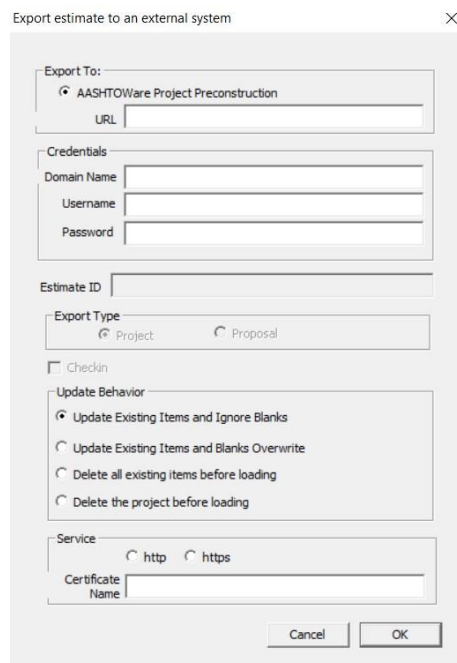 Export estimate to an external system
Export To:
AASHTOWare Project Preconstruction
URL
Credentials
Domain Name
Username
Password
Estimate ID
Export Type
Project Proposal
Checkin
Update Behavior
Update Existing Items and Ignore Blanks
Update Existing Items and Blanks Overwrite
Delete all existing items before loading
Delete the project before loading
Service
http https
Certificate
Name
Cancel OK